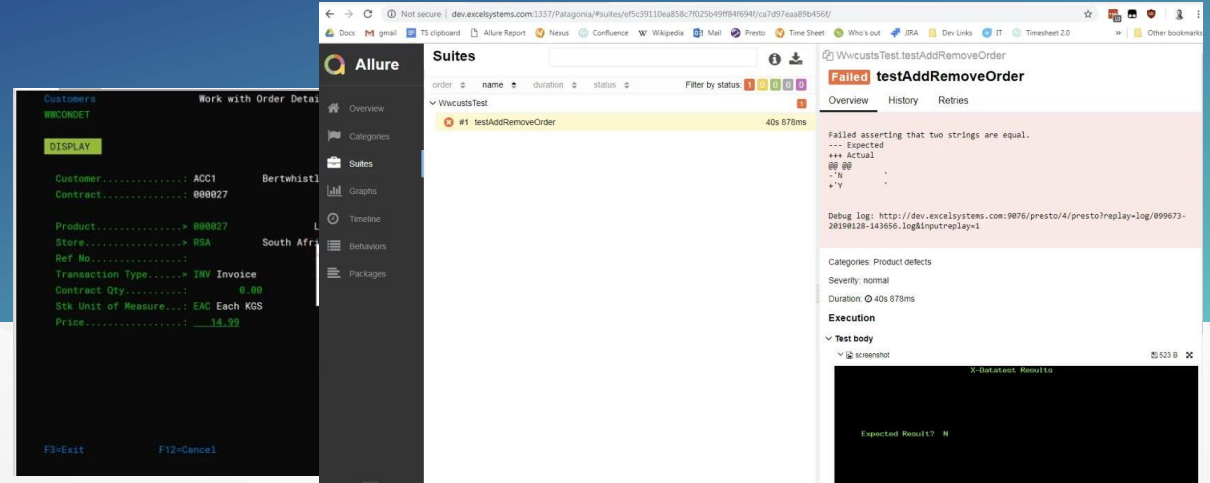 Customers Work with Order Detai
WWCONDET
DISPLAY
Customer..............: ACC1 Bertwhistl
Contract..............: 000027
Product...............> 000027 L
Store.................> RSA South Afri
Ref No................:
Transaction Type......> INV Invoice
Contract Qty..........: 0.00
Stk Unit of Measure...: EAC Each KGS
Price.................: 14.99
F3=Exit F12=Cancel
Not secure | dev.excelsystems.com:1337/Patagonia/#suites/ef5c39110ea858c7f025b49ff84f694f/ca7d97eaa89b456f/
Docs gmail TS clipboard Allure Report Nexus Confluence Wikipedia Mail Presto Time Sheet Who's out JIRA Dev Links IT Timesheet 2.0 » Other bookmarks
Allure
Overview
Categories
Suites
Graphs
Timeline
Behaviors
Packages
Suites
order name duration status Filter by status: 1 0 0 0 0
WwcustsTest 1
#1 testAddRemoveOrder 40s 878ms
WwcustsTest.testAddRemoveOrder
Failed testAddRemoveOrder
Overview History Retries
Failed asserting that two strings are equal.
--- Expected
+++ Actual
@@ @@
-'N '
+'Y '
Debug log: http://dev.excelsystems.com:9076/presto/4/presto?replay=log/099673-
20190128-143656.log&inputreplay=1
Categories: Product defects
Severity: normal
Duration: 40s 878ms
Execution
Test body
screenshot 523 B
X-Datatest Results
Expected Result? N